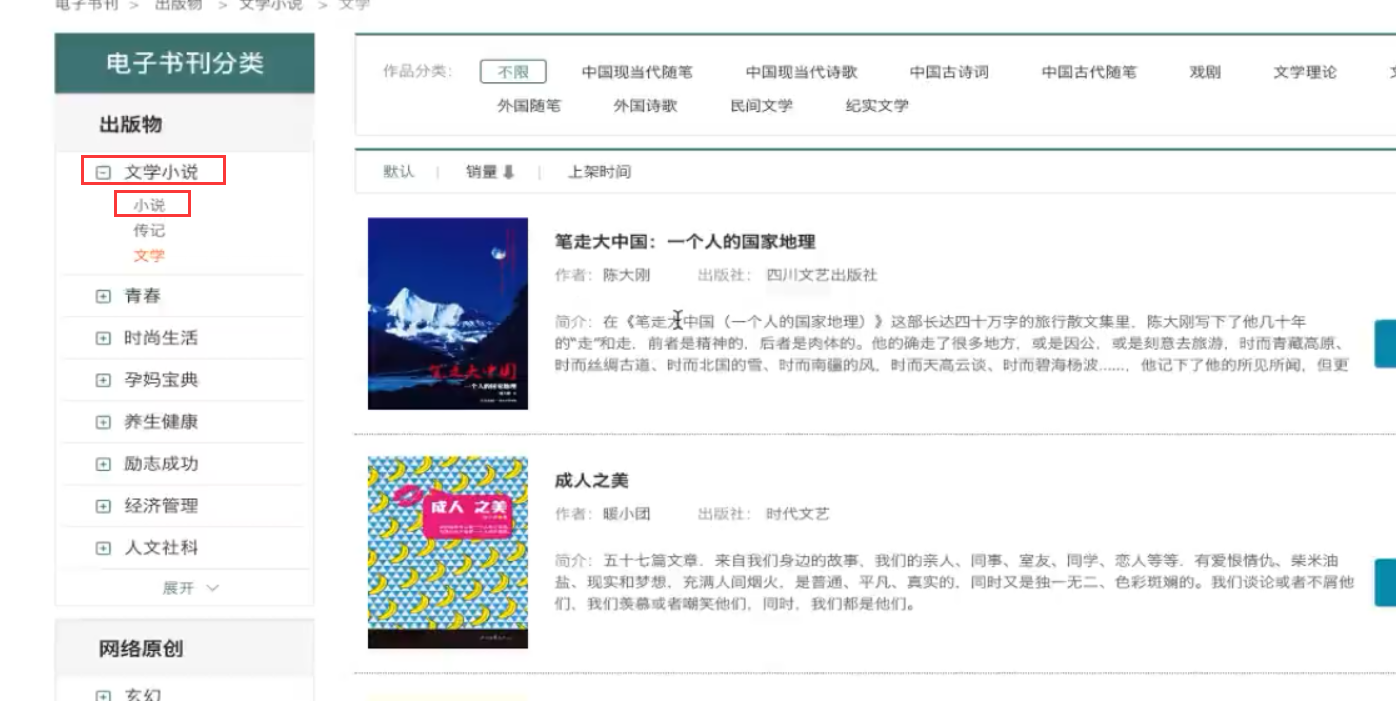 电子书刊 > 出版物 > 文学小说 > 文学
电子书刊分类
出版物
文学小说
小说
传记
文学
青春
时尚生活
孕妈宝典
养生健康
励志成功
经济管理
人文社科
展开
网络原创
玄幻
作品分类: 不限 中国现当代随笔 中国现当代诗歌 中国古诗词 中国古代随笔 戏剧 文学理论
外国随笔 外国诗歌 民间文学 纪实文学
默认 | 销量 | 上架时间
笔走大中国
一个人的国家地理
笔走大中国：一个人的国家地理
作者: 陈大刚 出版社: 四川文艺出版社
简介: 在《笔走大中国（一个人的国家地理）》这部长达四十万字的旅行散文集里，陈大刚写下了他几十年
的“走”和走，前者是精神的，后者是肉体的。他的确走了很多地方，或是因公，或是刻意去旅游，时而青藏高原、
时而丝绸古道、时而北国的雪、时而南疆的风，时而天高云谈、时而碧海杨波……，他记下了他的所见所闻，但更
成人 之美
成人之美
作者: 暖小团 出版社: 时代文艺
简介: 五十七篇文章，来自我们身边的故事，我们的亲人、同事、室友、同学、恋人等等，有爱恨情仇、柴米油
盐、现实和梦想，充满人间烟火，是普通、平凡、真实的，同时又是独一无二、色彩斑斓的。我们谈论或者不屑他
们，我们羡慕或者嘲笑他们，同时，我们都是他们。